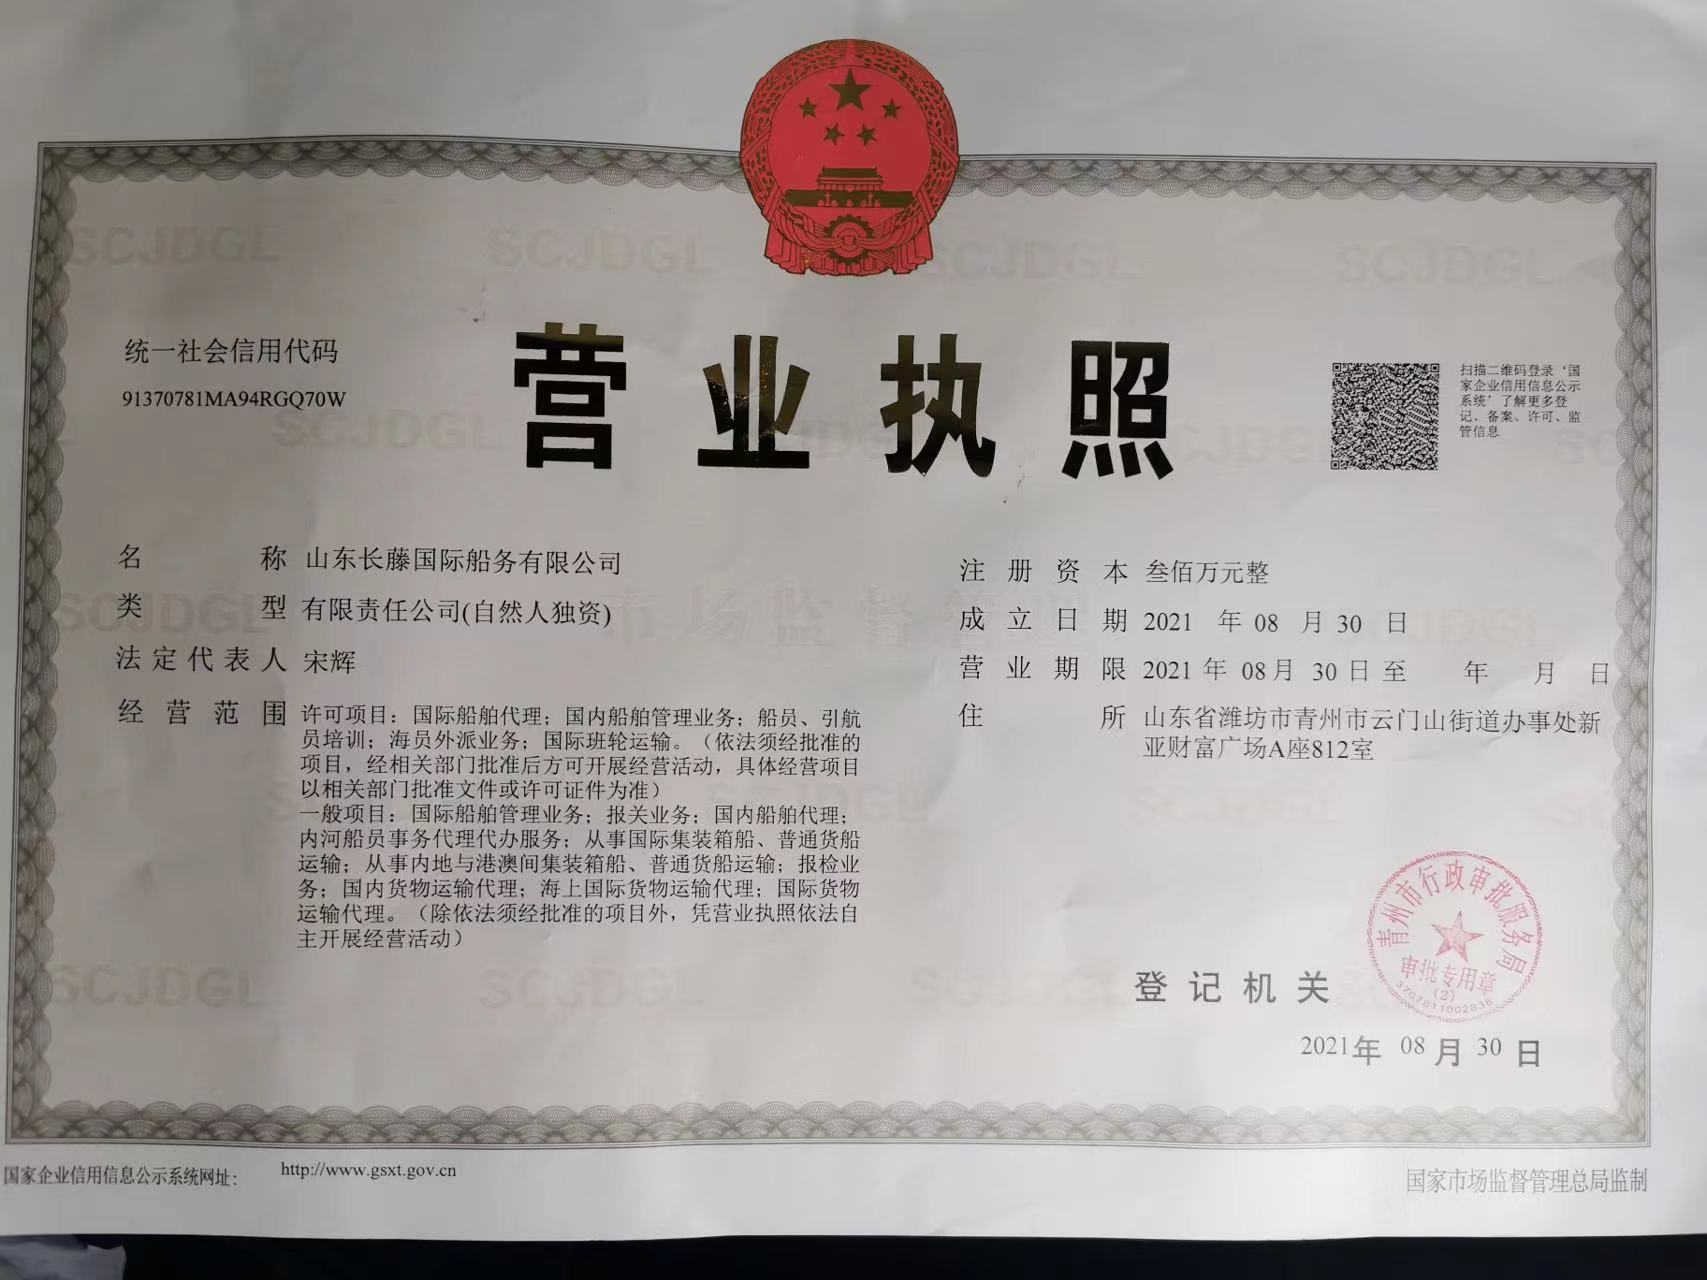 营业执照
统一社会信用代码
91370781MA94RGQ70W
扫描二维码登录‘国
家企业信用信息公示
系统’了解更多登
记、备案、许可、监
管信息
名称 山东长藤国际船务有限公司
类型 有限责任公司(自然人独资)
法定代表人 宋辉
经营范围 许可项目：国际船舶代理；国内船舶管理业务；船员、引航
员培训；海员外派业务；国际班轮运输。（依法须经批准的
项目，经相关部门批准后方可开展经营活动，具体经营项目
以相关部门批准文件或许可证件为准）
一般项目：国际船舶管理业务；报关业务；国内船舶代理；
内河船员事务代理代办服务；从事国际集装箱船、普通货船
运输；从事内地与港澳间集装箱船、普通货船运输；报检业
务；国内货物运输代理；海上国际货物运输代理；国际货物
运输代理。（除依法须经批准的项目外，凭营业执照依法自
主开展经营活动）
注册资本 叁佰万元整
成立日期 2021 年 08 月 30 日
营业期限 2021 年 08 月 30 日 至 年 月 日
住所 山东省潍坊市青州市云门山街道办事处新
亚财富广场A座812室
登记机关
青州市行政审批服务局
审批专用章
(2)
3707811002838
2021 年 08 月 30 日
国家企业信用信息公示系统网址：
http://www.gsxt.gov.cn
国家市场监督管理总局监制
SCJDGL
市场监督管理